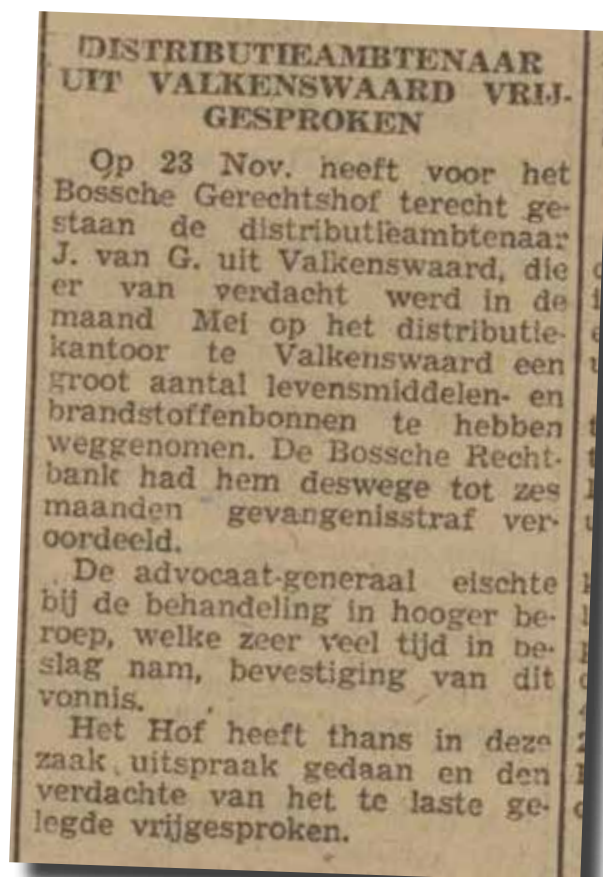 DISTRIBUTIEAMBTENAAR
UIT VALKENSWAARD VRIJ-
GESPROKEN
Op 23 Nov. heeft voor het
Bossche Gerechtshof terecht ge-
staan de distributieambtenaar
J. van G. uit Valkenswaard, die
er van verdacht werd in de
maand Mei op het distributie-
kantoor te Valkenswaard een
groot aantal levensmiddelen- en
brandstoffenbonnen te hebben
weggenomen. De Bossche Recht-
bank had hem deswege tot zes
maanden gevangenisstraf ver-
oordeeld.
De advocaat-generaal eischte
bij de behandeling in hooger be-
roep, welke zeer veel tijd in be-
slag nam, bevestiging van dit
vonnis.
Het Hof heeft thans in deze
zaak uitspraak gedaan en den
verdachte van het te laste ge-
legde vrijgesproken.